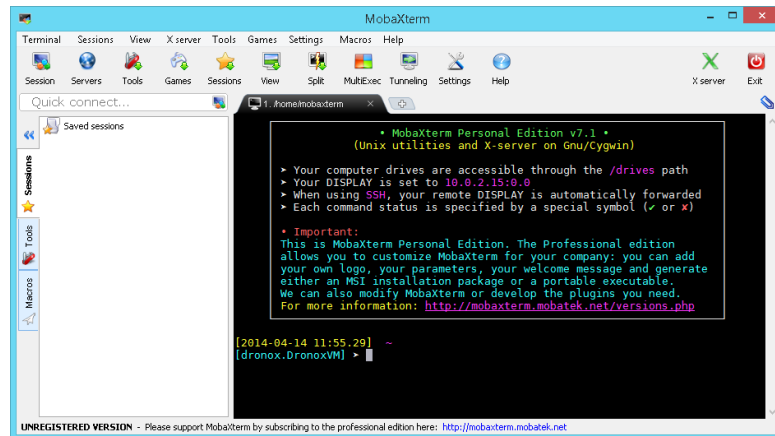 MobaXterm
Terminal Sessions View X server Tools Games Settings Macros Help
Session Servers Tools Games Sessions View Split MultiExec Tunneling Settings Help X server Exit
Quick connect...
1. /home/mobaxterm
Saved sessions
Sessions
Tools
Macros
• MobaXterm Personal Edition v7.1 •
(Unix utilities and X-server on Gnu/Cygwin)
➤ Your computer drives are accessible through the /drives path
➤ Your DISPLAY is set to 10.0.2.15:0.0
➤ When using SSH, your remote DISPLAY is automatically forwarded
➤ Each command status is specified by a special symbol (✔ or ✘)
• Important:
This is MobaXterm Personal Edition. The Professional edition
allows you to customize MobaXterm for your company: you can add
your own logo, your parameters, your welcome message and generate
either an MSI installation package or a portable executable.
We can also modify MobaXterm or develop the plugins you need.
For more information: http://mobaxterm.mobatek.net/versions.php
[2014-04-14 11:55.29] ~
[dronox.DronoxVM] ➤
UNREGISTERED VERSION - Please support MobaXterm by subscribing to the professional edition here: http://mobaxterm.mobatek.net